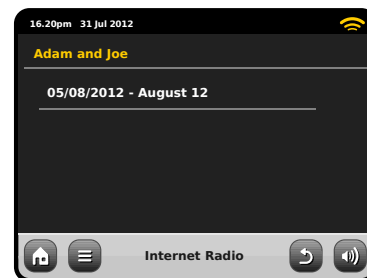 16.20pm 31 Jul 2012
Adam and Joe
05/08/2012 - August 12
Internet Radio